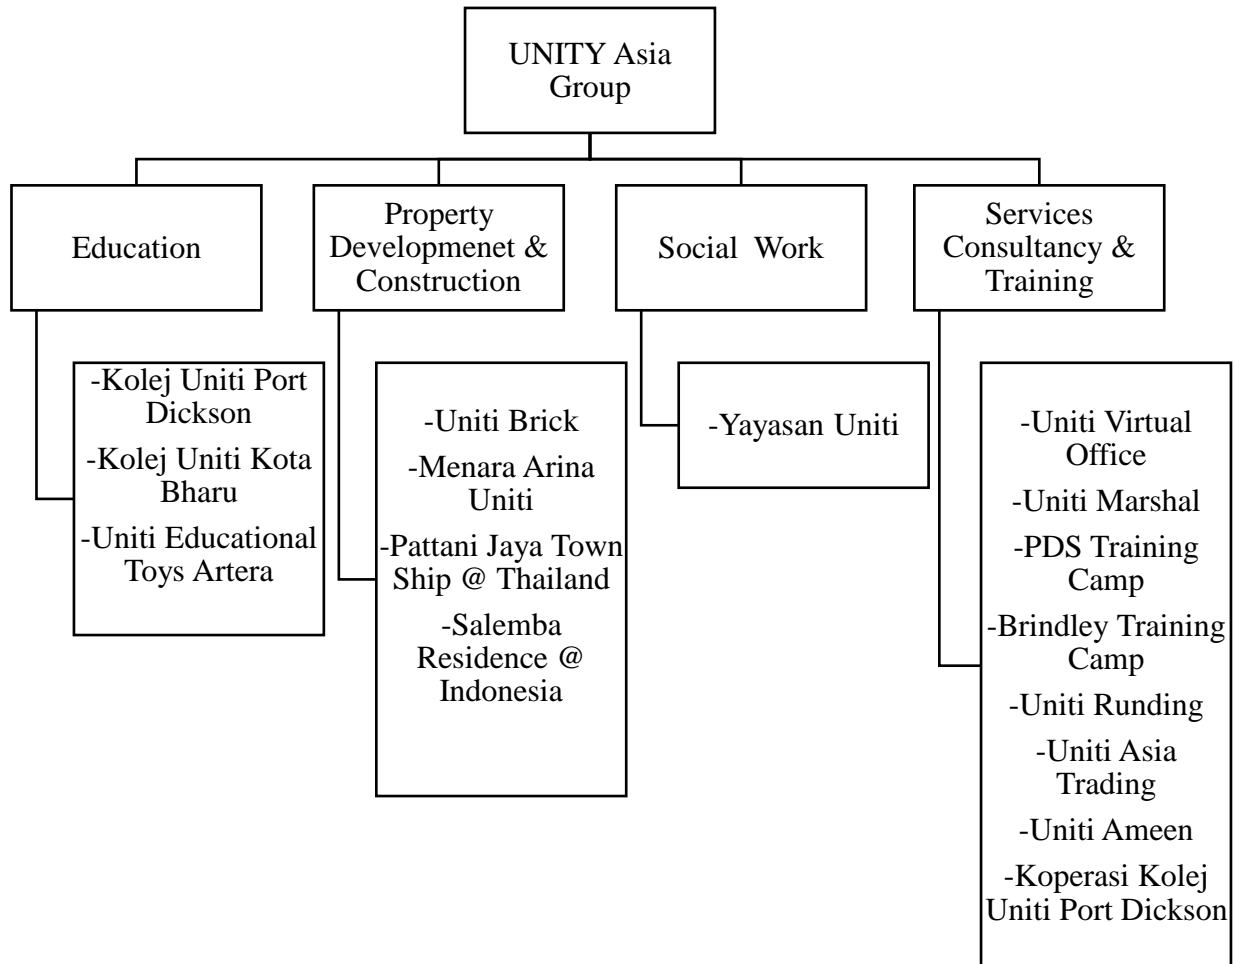 UNITY Asia
Group
Education
Property
Developmenet &
Construction
Social Work
Services
Consultancy &
Training
-Kolej Uniti Port
Dickson
-Kolej Uniti Kota
Bharu
-Uniti Educational
Toys Artera
-Uniti Brick
-Menara Arina
Uniti
-Pattani Jaya Town
Ship @ Thailand
-Salemba
Residence @
Indonesia
-Yayasan Uniti
-Uniti Virtual
Office
-Uniti Marshal
-PDS Training
Camp
-Brindley Training
Camp
-Uniti Runding
-Uniti Asia
Trading
-Uniti Ameen
-Koperasi Kolej
Uniti Port Dickson